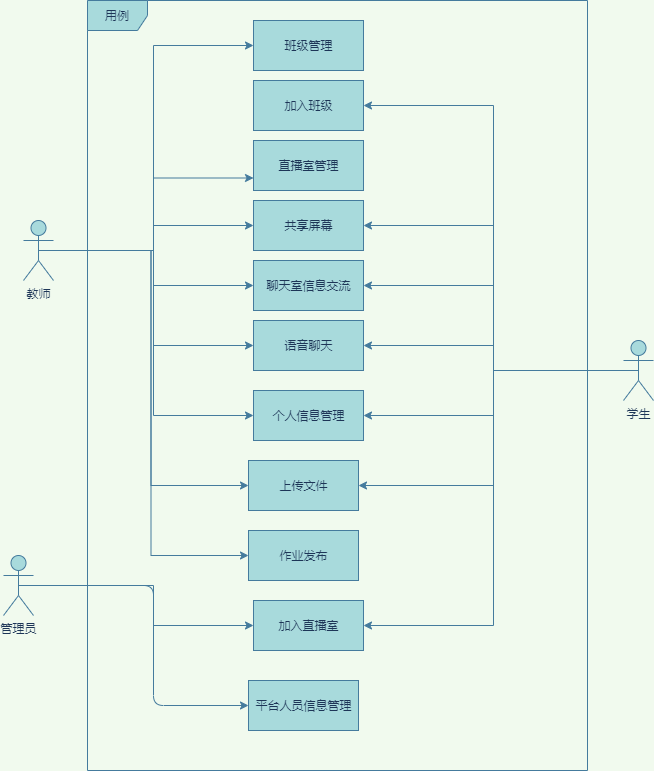 用例
班级管理
加入班级
直播室管理
共享屏幕
聊天室信息交流
教师
语音聊天
个人信息管理
学生
上传文件
作业发布
加入直播室
管理员
平台人员信息管理